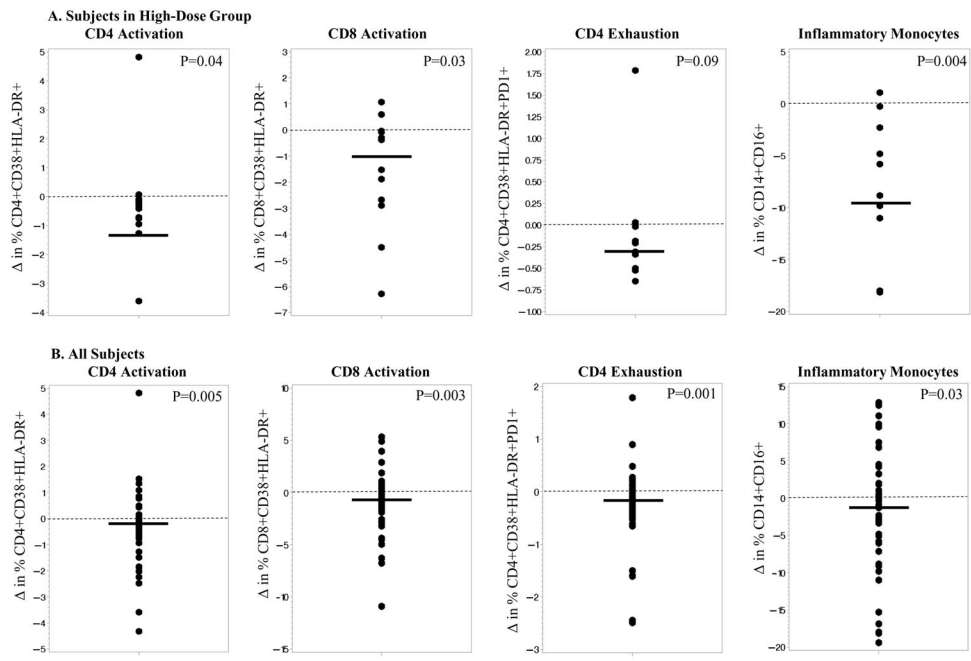 A. Subjects in High-Dose Group
CD4 Activation
P=0.04
Δ in % CD4+CD38+HLA-DR+
5
4
3
2
1
0
−1
−2
−3
−4
CD8 Activation
P=0.03
Δ in % CD8+CD38+HLA-DR+
3
2
1
0
−1
−2
−3
−4
−5
−6
−7
CD4 Exhaustion
P=0.09
Δ in % CD4+CD38+HLA-DR+PD1+
2.00
1.75
1.50
1.25
1.00
0.75
0.50
0.25
0.00
−0.25
−0.50
−0.75
−1.00
Inflammatory Monocytes
P=0.004
Δ in % CD14+CD16+
5
0
−5
−10
−15
−20
B. All Subjects
CD4 Activation
P=0.005
Δ in % CD4+CD38+HLA-DR+
5
4
3
2
1
0
−1
−2
−3
−4
−5
CD8 Activation
P=0.003
Δ in % CD8+CD38+HLA-DR+
10
5
0
−5
−10
−15
CD4 Exhaustion
P=0.001
Δ in % CD4+CD38+HLA-DR+PD1+
2
1
0
−1
−2
−3
Inflammatory Monocytes
P=0.03
Δ in % CD14+CD16+
15
10
5
0
−5
−10
−15
−20